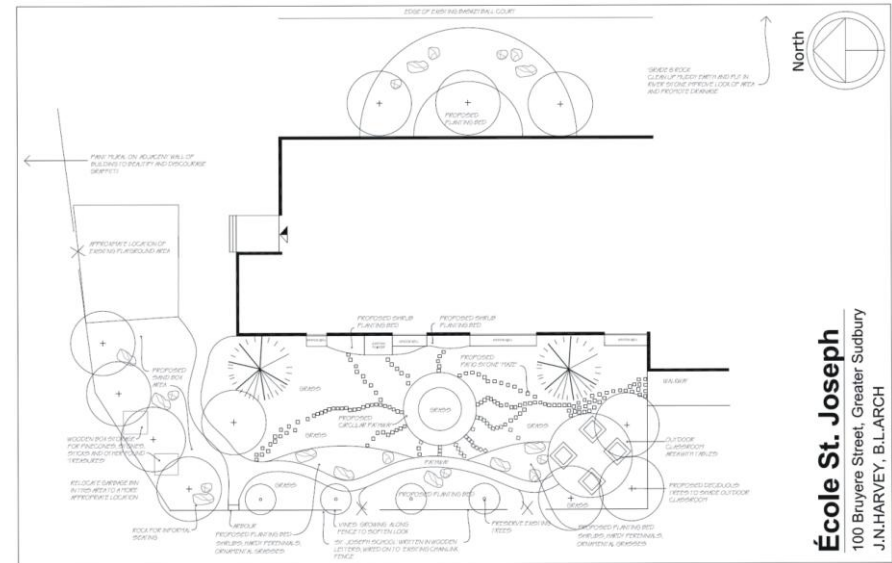 EDGE OF EXISTING BASKETBALL COURT
North
GRADE & ROCK
CLEAN UP MUDDY EARTH AND PUT IN
RIVER STONE IMPROVE LOOK OF AREA
AND PROMOTE DRAINAGE
PROPOSED
PLANTING BED
PAINT MURAL ON ADJACENT WALL OF
BUILDING TO BEAUTIFY AND DISCOURAGE
GRAFFITI
APPROXIMATE LOCATION OF
EXISTING PLAYGROUND AREA
PROPOSED SHRUB
PLANTING BED
PROPOSED SHRUB
PLANTING BED
PROPOSED
SAND BOX
AREA
GRASS
PROPOSED
PATIO STONE MAZE
WALKWAY
GRASS
PROPOSED
CIRCULAR PATHWAY
GRASS
GRASS
WOODEN BOX STORAGE
FOR PINECONES, STONES,
STICKS AND OTHER FOUND
TREASURES
OUTDOOR
CLASSROOM
AREA WITH TABLES
PATHWAY
RELOCATE GARBAGE BIN
IN THIS AREA TO A MORE
APPROPRIATE LOCATION
GRASS
PROPOSED PLANTING BED
PROPOSED DECIDUOUS
TREES TO SHADE OUTDOOR
CLASSROOM
GRASS
ROCK FOR INFORMAL
SEATING
ARBOUR
PROPOSED PLANTING BED
SHRUBS, HARDY PERENNIALS,
ORNAMENTAL GRASSES
VINES GROWING ALONG
FENCE TO SOFTEN LOOK
"ST. JOSEPH SCHOOL" WRITTEN IN WOODEN
LETTERS, WIRED ON TO EXISTING CHAINLINK
FENCE
PRESERVE EXISTING
TREES
PROPOSED PLANTING BED
SHRUBS, HARDY PERENNIALS,
ORNAMENTAL GRASSES
École St. Joseph
100 Bruyere Street, Greater Sudbury
J.N.HARVEY, B.L.ARCH